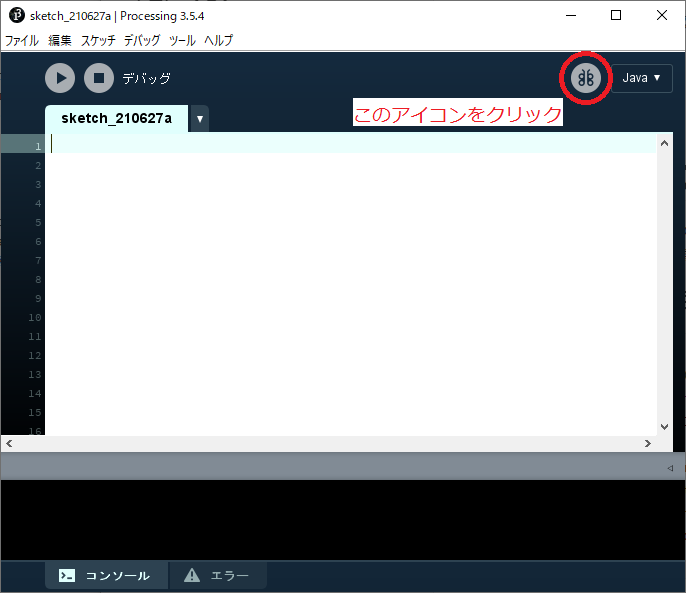 sketch_210627a | Processing 3.5.4
ファイル 編集 スケッチ デバッグ ツール ヘルプ
デバッグ
Java ▼
このアイコンをクリック
sketch_210627a ▼
1
2
3
4
5
6
7
8
9
10
11
12
13
14
15
16
コンソール エラー